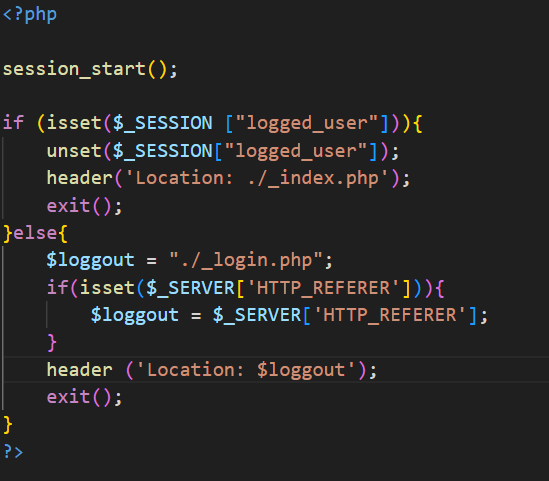 <?php
session_start();
if (isset($_SESSION ["logged_user"])){
    unset($_SESSION["logged_user"]);
    header('Location: ./_index.php');
    exit();
}else{
    $loggout = "./_login.php";
    if(isset($_SERVER['HTTP_REFERER'])){
        $loggout = $_SERVER['HTTP_REFERER'];
    }
    header ('Location: $loggout');
    exit();
}
?>